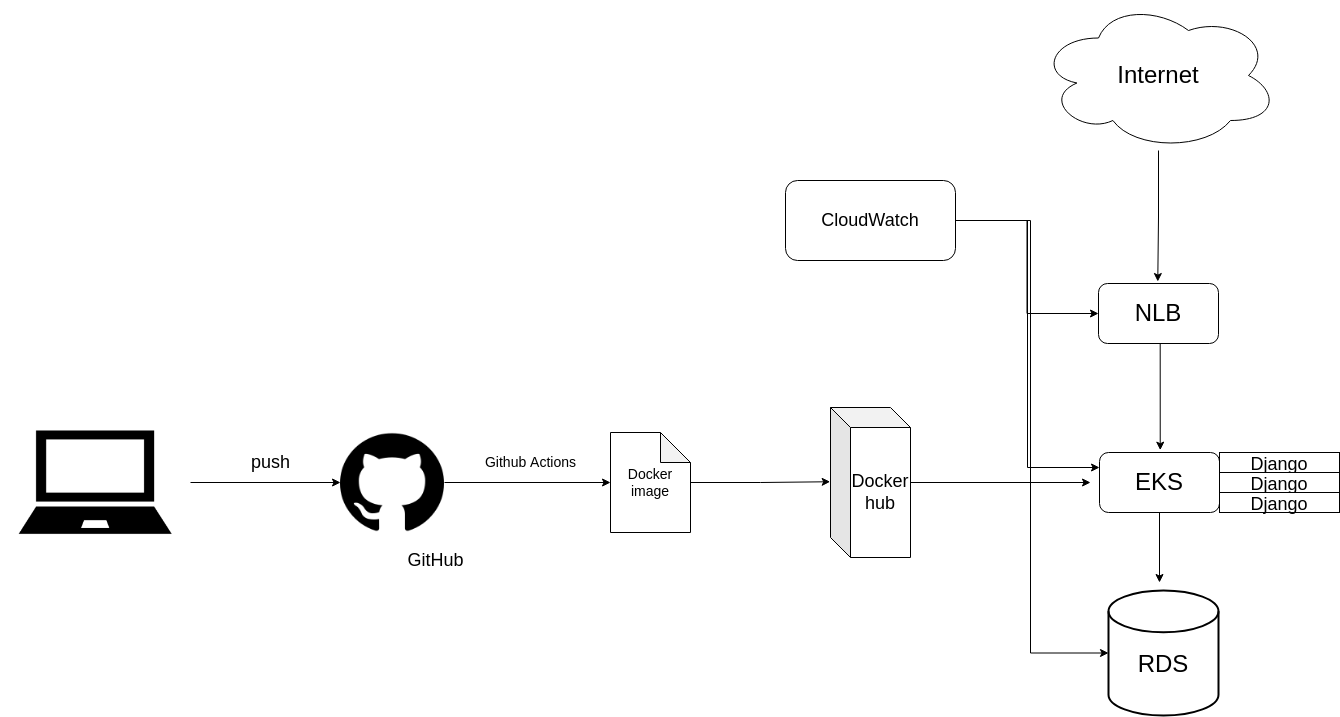 Internet
CloudWatch
NLB
push
Github Actions
Docker
image
Docker
hub
EKS
Django
Django
Django
GitHub
RDS